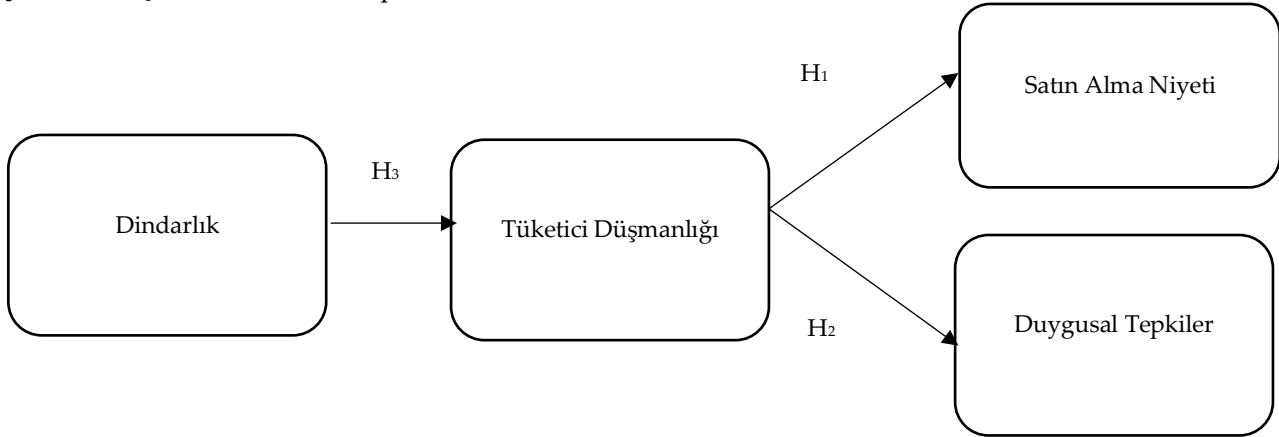 H1
Satın Alma Niyeti
H3
Dindarlık
Tüketici Düşmanlığı
H2
Duygusal Tepkiler